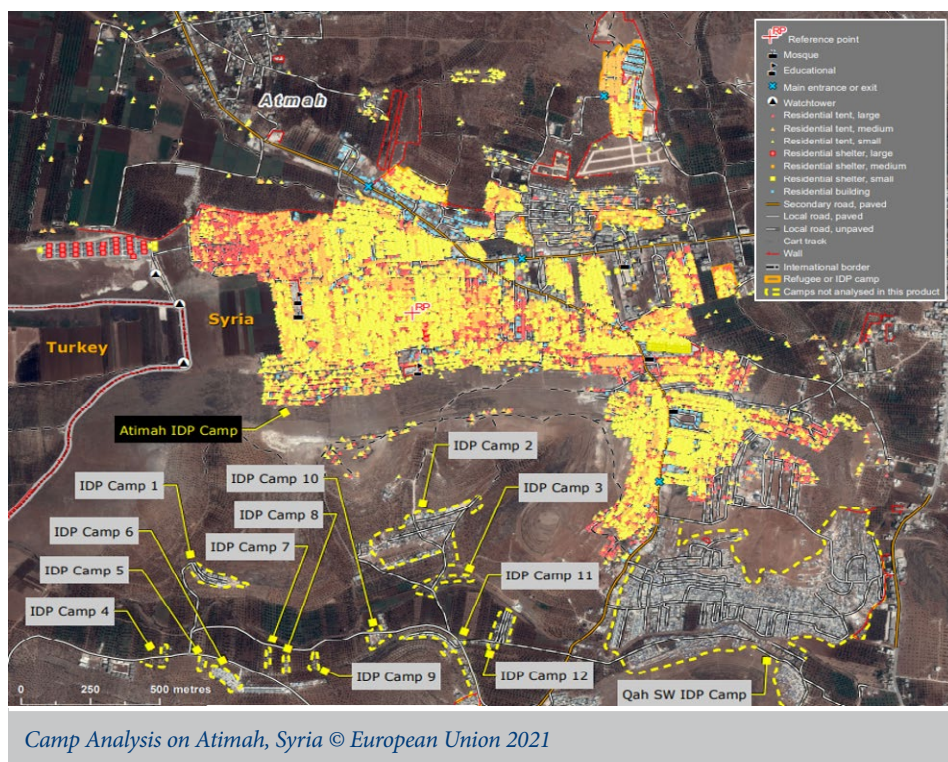 RP
Reference point
Mosque
Educational
Main entrance or exit
Watchtower
Residential tent, large
Residential tent, medium
Residential tent, small
Residential shelter, large
Residential shelter, medium
Residential shelter, small
Residential building
Secondary road, paved
Local road, paved
Local road, unpaved
Cart track
Wall
International border
Refugee or IDP camp
Camps not analysed in this product
Atmah
RP
Syria
Turkey
Atimah IDP Camp
IDP Camp 2
IDP Camp 10
IDP Camp 1
IDP Camp 3
IDP Camp 8
IDP Camp 6
IDP Camp 7
IDP Camp 5
IDP Camp 11
IDP Camp 4
IDP Camp 9
IDP Camp 12
Qah SW IDP Camp
0 250 500 metres
Camp Analysis on Atimah, Syria © European Union 2021